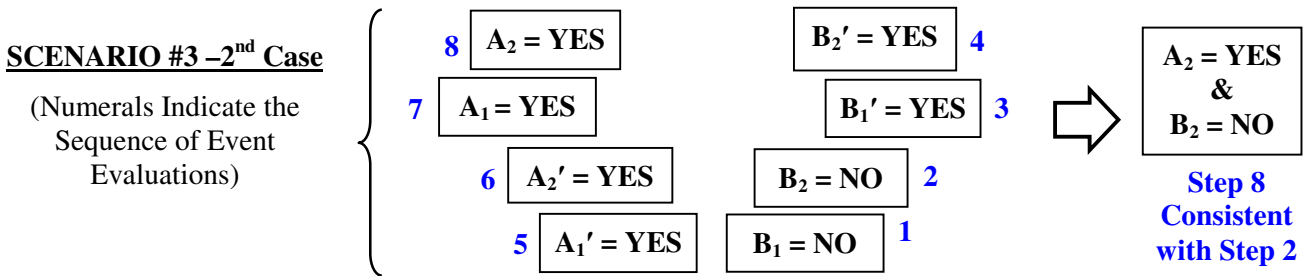 SCENARIO #3 –2nd Case
(Numerals Indicate the
Sequence of Event
Evaluations)
8 A₂ = YES
7 A₁ = YES
6 A₂′ = YES
5 A₁′ = YES
B₂′ = YES 4
B₁′ = YES 3
B₂ = NO 2
B₁ = NO 1
A₂ = YES
&
B₂ = NO
Step 8
Consistent
with Step 2